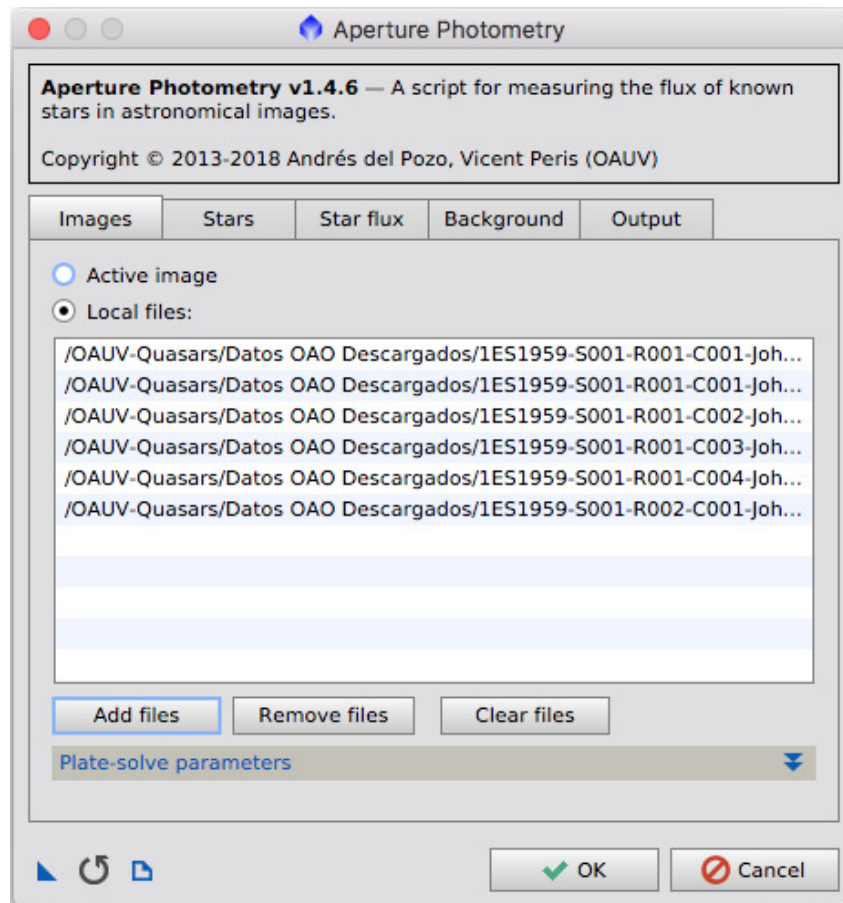 Aperture Photometry
Aperture Photometry v1.4.6 — A script for measuring the flux of known
stars in astronomical images.
Copyright © 2013-2018 Andrés del Pozo, Vicent Peris (OAUV)
Images Stars Star flux Background Output
Active image
Local files:
/OAUV-Quasars/Datos OAO Descargados/1ES1959-S001-R001-C001-Joh...
/OAUV-Quasars/Datos OAO Descargados/1ES1959-S001-R001-C001-Joh...
/OAUV-Quasars/Datos OAO Descargados/1ES1959-S001-R001-C002-Joh...
/OAUV-Quasars/Datos OAO Descargados/1ES1959-S001-R001-C003-Joh...
/OAUV-Quasars/Datos OAO Descargados/1ES1959-S001-R001-C004-Joh...
/OAUV-Quasars/Datos OAO Descargados/1ES1959-S001-R002-C001-Joh...
Add files Remove files Clear files
Plate-solve parameters
OK Cancel